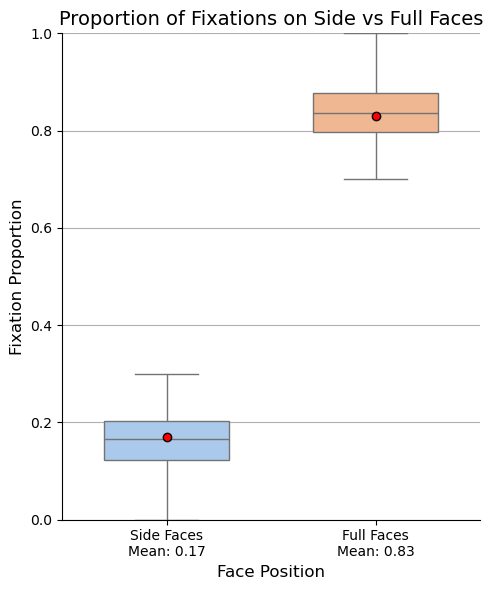 Proportion of Fixations on Side vs Full Faces
Fixation Proportion
1.0
0.8
0.6
0.4
0.2
0.0
Side Faces
Mean: 0.17
Full Faces
Mean: 0.83
Face Position